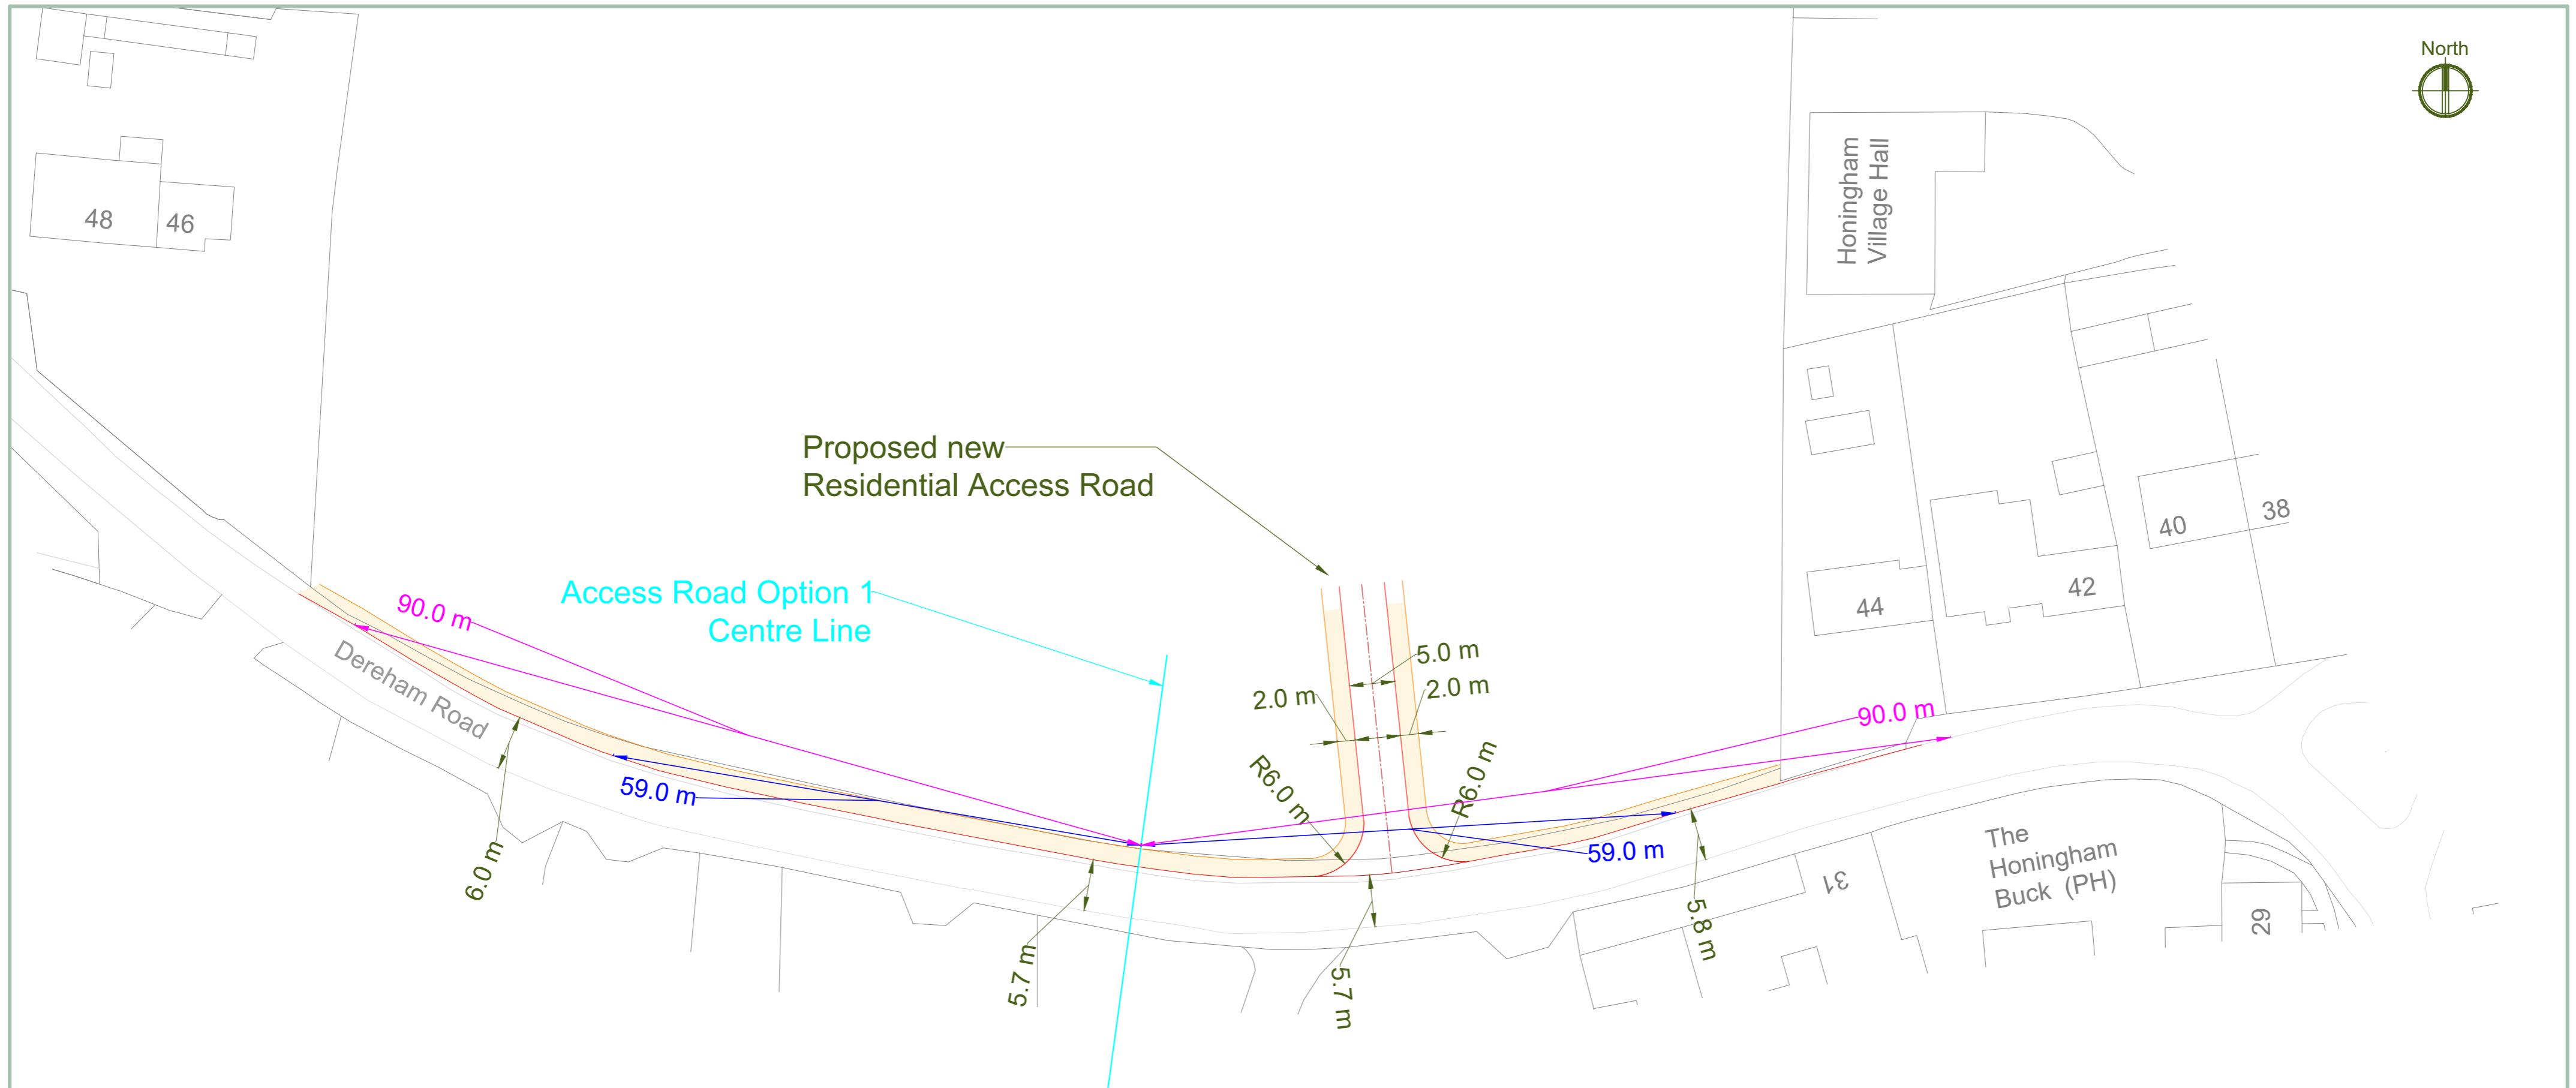 North
Honingham
Village Hall
48
46
Proposed new
Residential Access Road
38
40
Access Road Option 1
Centre Line
90.0 m
42
44
Dereham Road
5.0 m
2.0 m
2.0 m
90.0 m
R6.0 m
R6.0 m
59.0 m
59.0 m
The
Honingham
Buck (PH)
31
6.0 m
5.7 m
5.7 m
5.8 m
29